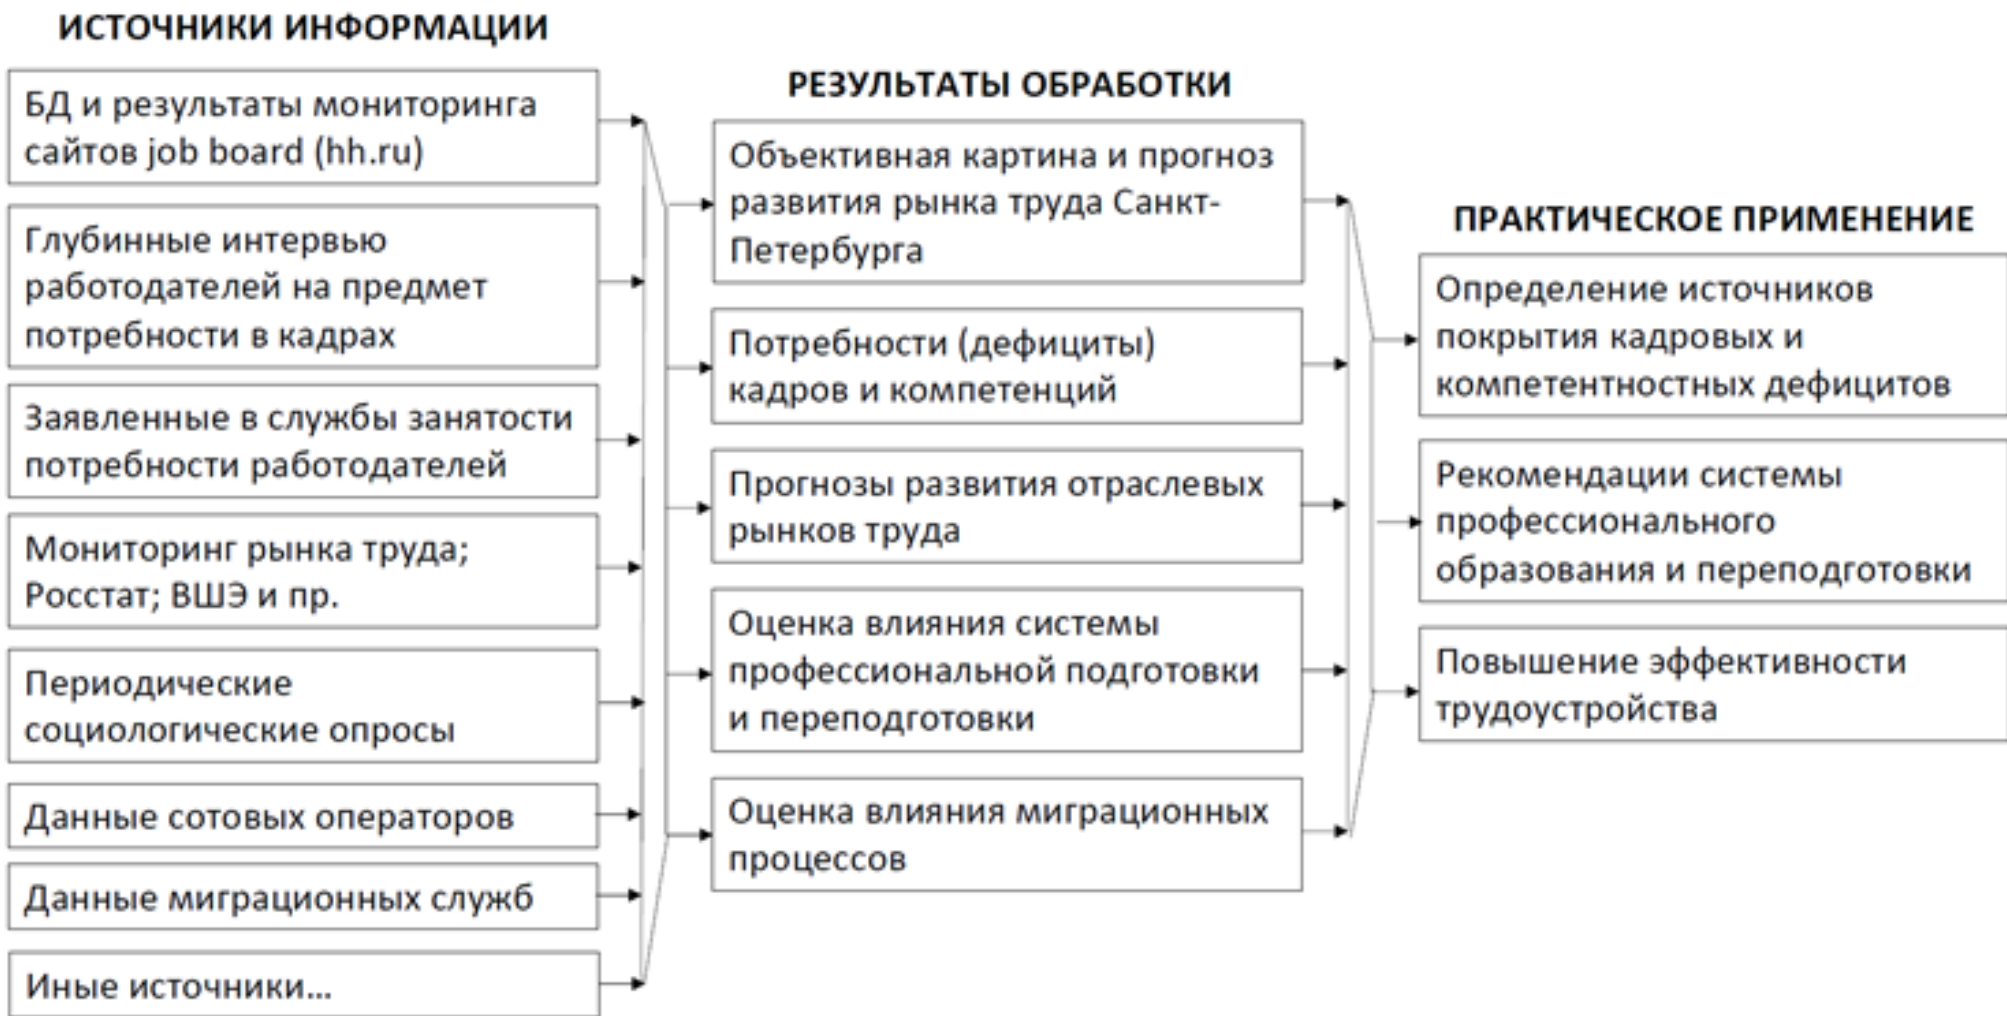 ИСТОЧНИКИ ИНФОРМАЦИИ
БД и результаты мониторинга
сайтов job board (hh.ru)
Глубинные интервью
работодателей на предмет
потребности в кадрах
Заявленные в службы занятости
потребности работодателей
Мониторинг рынка труда;
Росстат; ВШЭ и пр.
Периодические
социологические опросы
Данные сотовых операторов
Данные миграционных служб
Иные источники...
РЕЗУЛЬТАТЫ ОБРАБОТКИ
Объективная картина и прогноз
развития рынка труда Санкт-
Петербурга
Потребности (дефициты)
кадров и компетенций
Прогнозы развития отраслевых
рынков труда
Оценка влияния системы
профессиональной подготовки
и переподготовки
Оценка влияния миграционных
процессов
ПРАКТИЧЕСКОЕ ПРИМЕНЕНИЕ
Определение источников
покрытия кадровых и
компетентностных дефицитов
Рекомендации системы
профессионального
образования и переподготовки
Повышение эффективности
трудоустройства